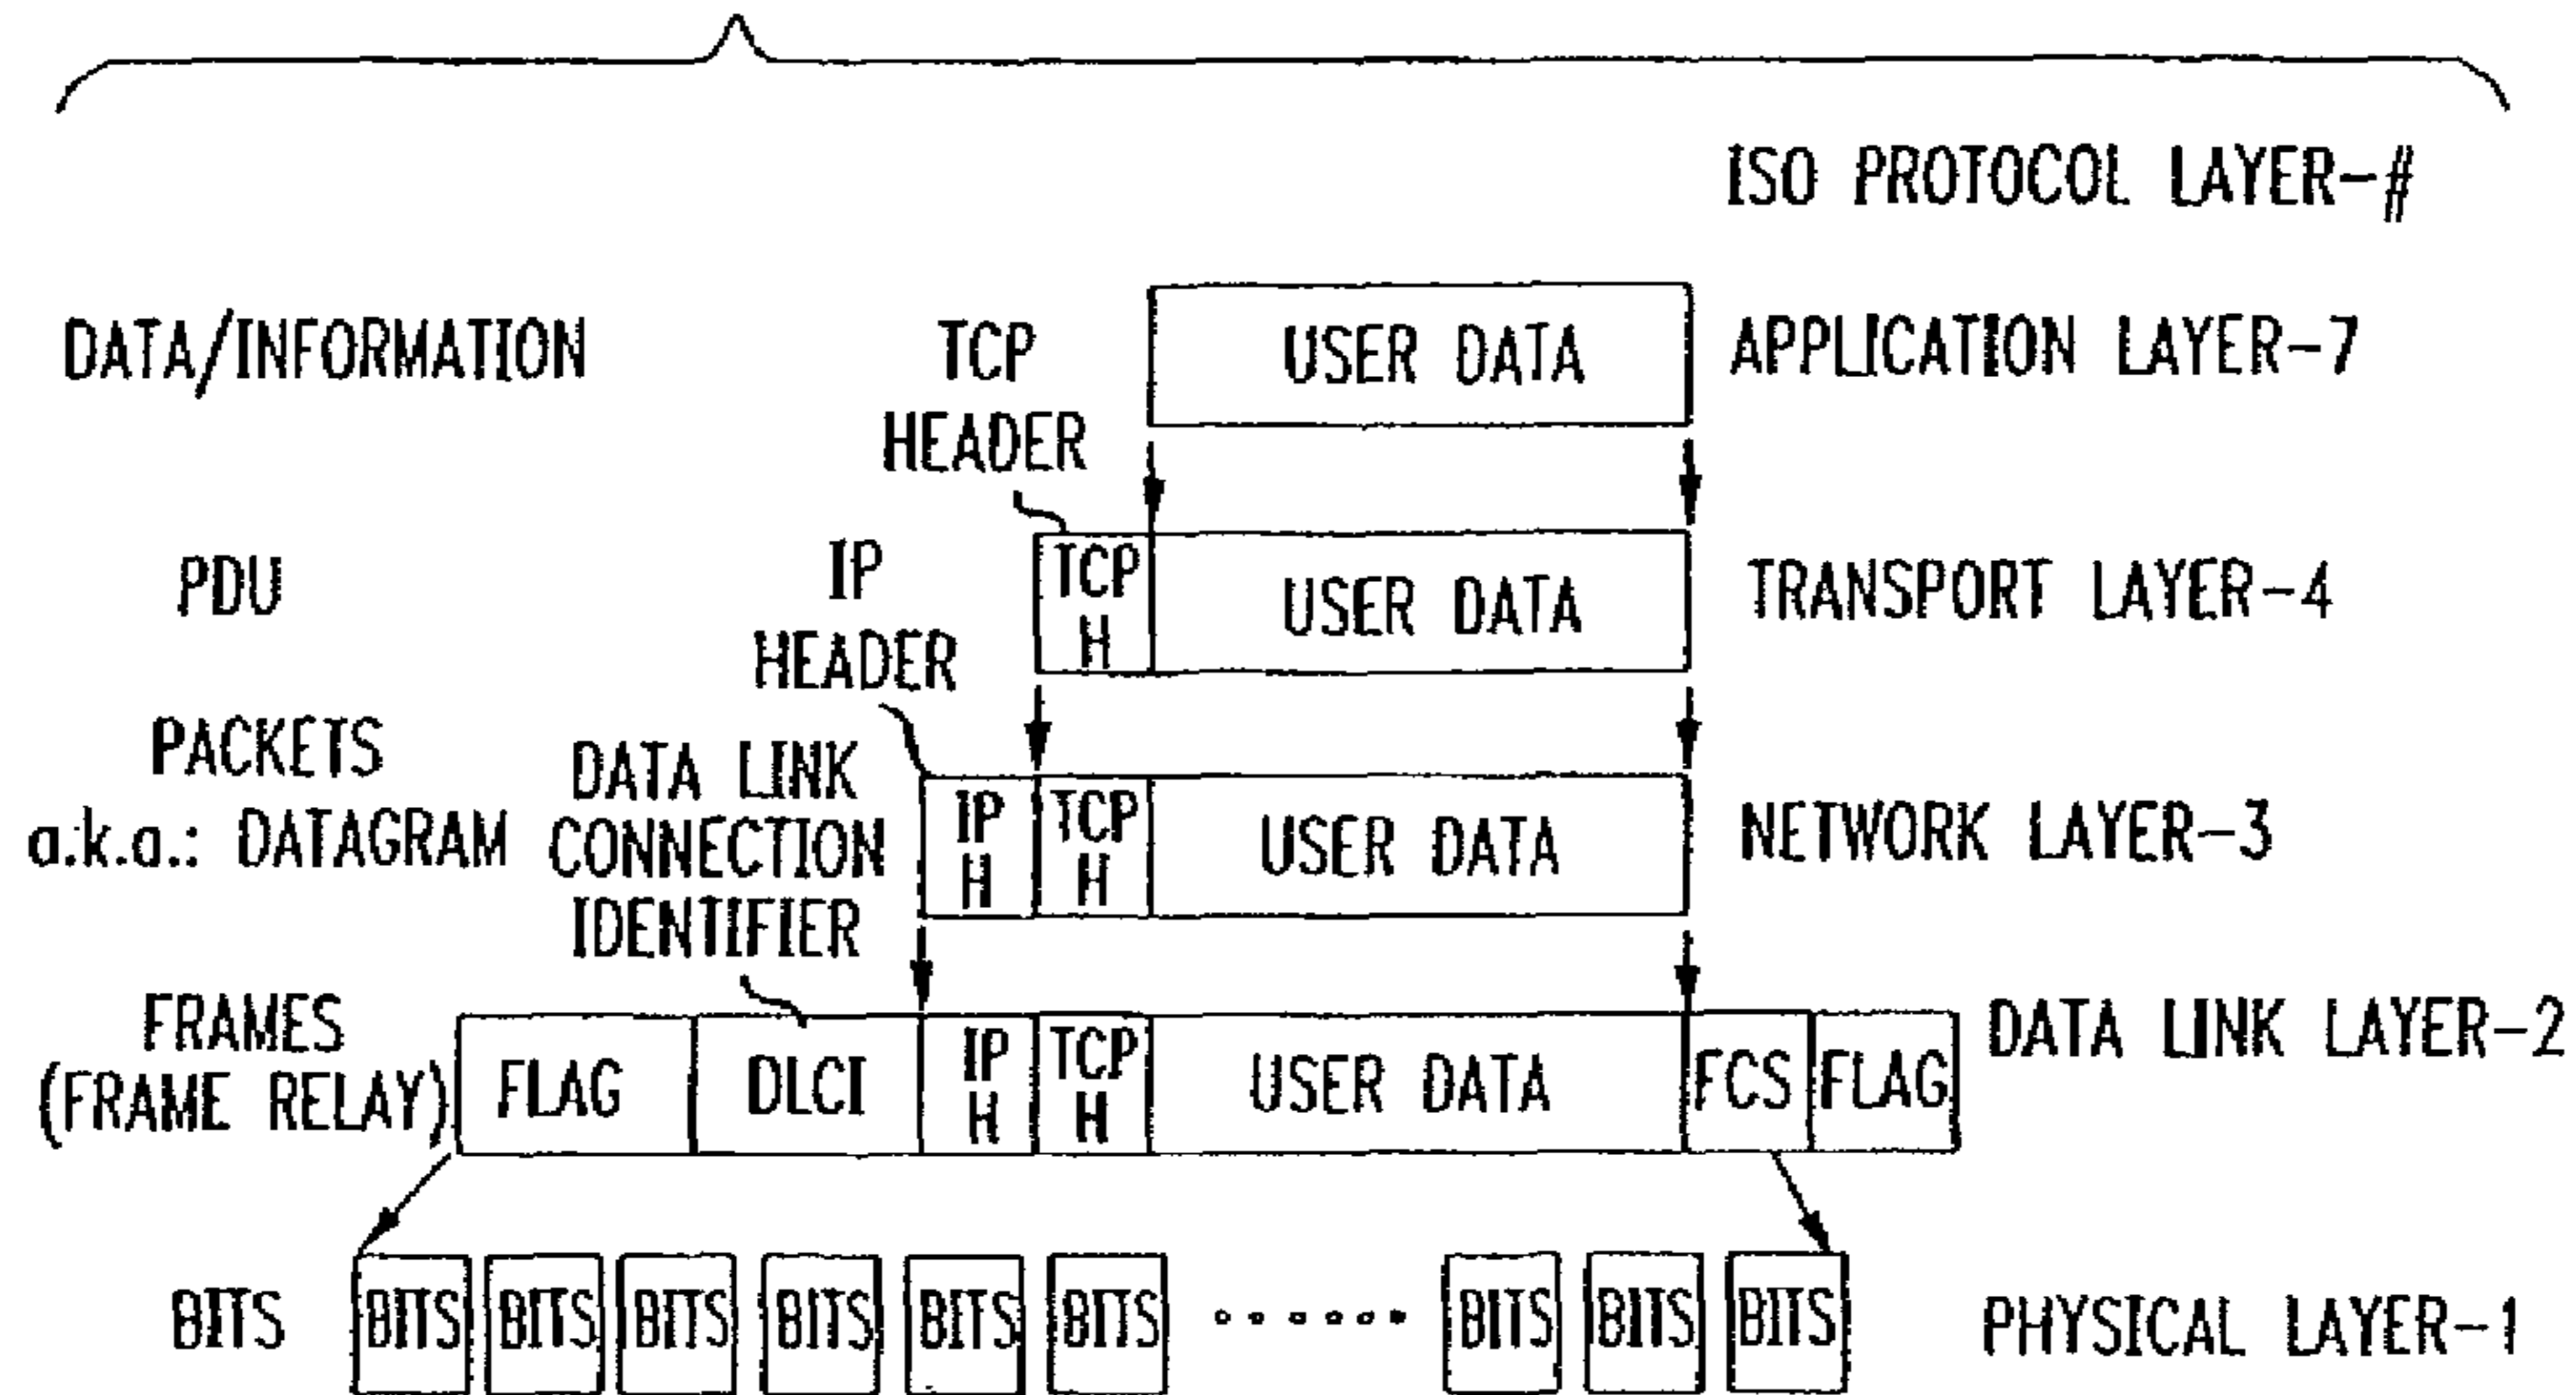 ISO PROTOCOL LAYER-#
DATA/INFORMATION
TCP
HEADER
USER DATA
APPLICATION LAYER-7
PDU
IP
HEADER
TCP
H
USER DATA
TRANSPORT LAYER-4
PACKETS
a.k.a.: DATAGRAM
DATA LINK
CONNECTION
IDENTIFIER
IP
H
TCP
H
USER DATA
NETWORK LAYER-3
FRAMES
(FRAME RELAY)
FLAG
DLCI
IP
H
TCP
H
USER DATA
FCS
FLAG
DATA LINK LAYER-2
BITS
BITS
BITS
BITS
BITS
BITS
BITS
BITS
BITS
BITS
PHYSICAL LAYER-1